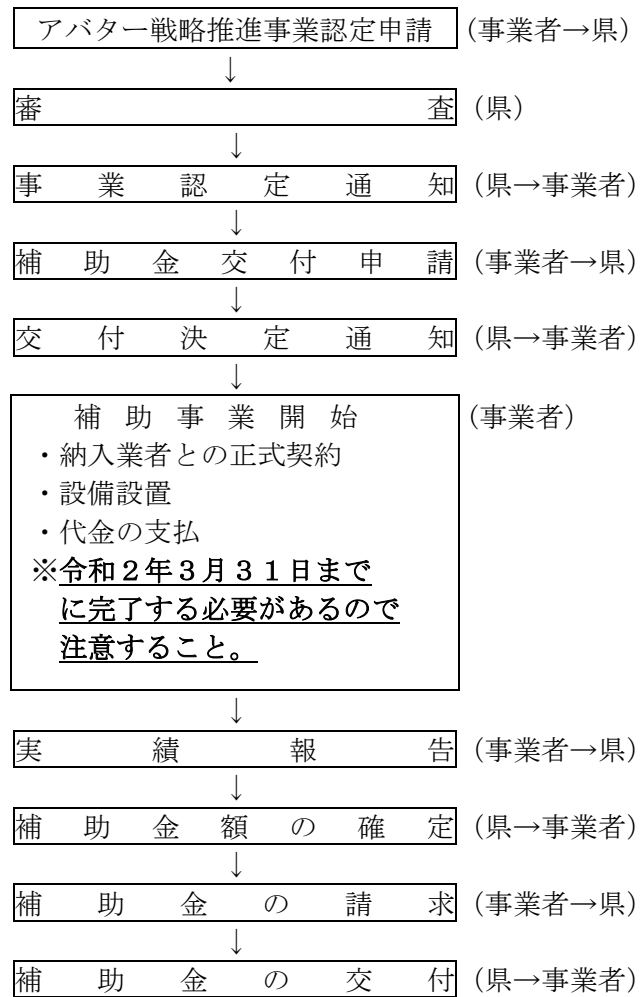 アバター戦略推進事業認定申請 （事業者→県）
↓
審査 （県）
↓
事業認定通知 （県→事業者）
↓
補助金交付申請 （事業者→県）
↓
交付決定通知 （県→事業者）
↓
補助事業開始 （事業者）
・納入業者との正式契約
・設備設置
・代金の支払
※令和２年３月３１日まで
に完了する必要があるので
注意すること。
↓
実績報告 （事業者→県）
↓
補助金額の確定 （県→事業者）
↓
補助金の請求 （事業者→県）
↓
補助金の交付 （県→事業者）